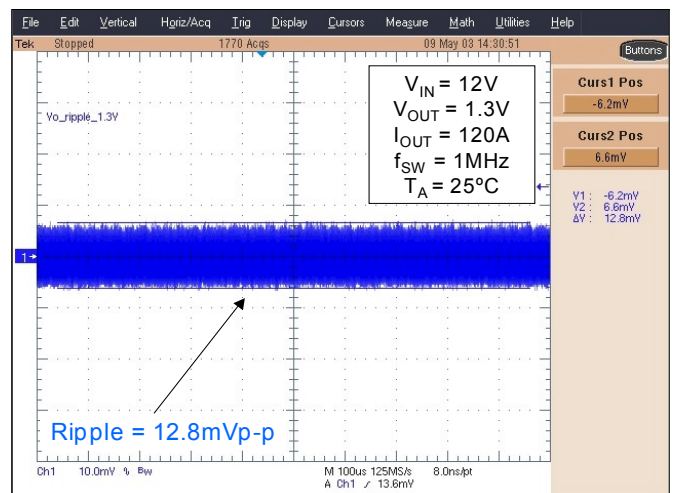 File Edit Vertical Horiz/Acq Trig Display Cursors Measure Math Utilities Help
Tek Stopped 1770 Acqs 09 May 03 14:30:51
Buttons
Curs1 Pos
-6.2mV
Curs2 Pos
6.6mV
Y1: -6.2mV
Y2: 6.6mV
ΔY: 12.8mV
Vo_ripple_1.3V
VIN = 12V
VOUT = 1.3V
IOUT = 120A
fSW = 1MHz
TA = 25ºC
1
Ripple = 12.8mVp-p
Ch1 10.0mV BW M 100us 125MS/s 8.0ns/pt
A Ch1 13.6mV